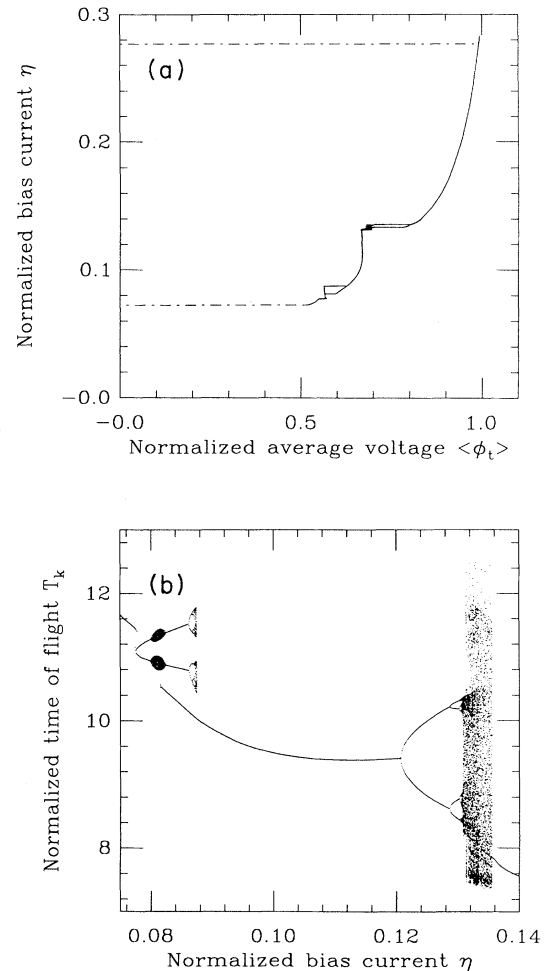 0.3
(a)
0.2
0.1
−0.0
−0.0
0.5
1.0
Normalized bias current η
Normalized average voltage <ϕt>
(b)
12
10
8
0.08
0.10
0.12
0.14
Normalized time of flight Tk
Normalized bias current η